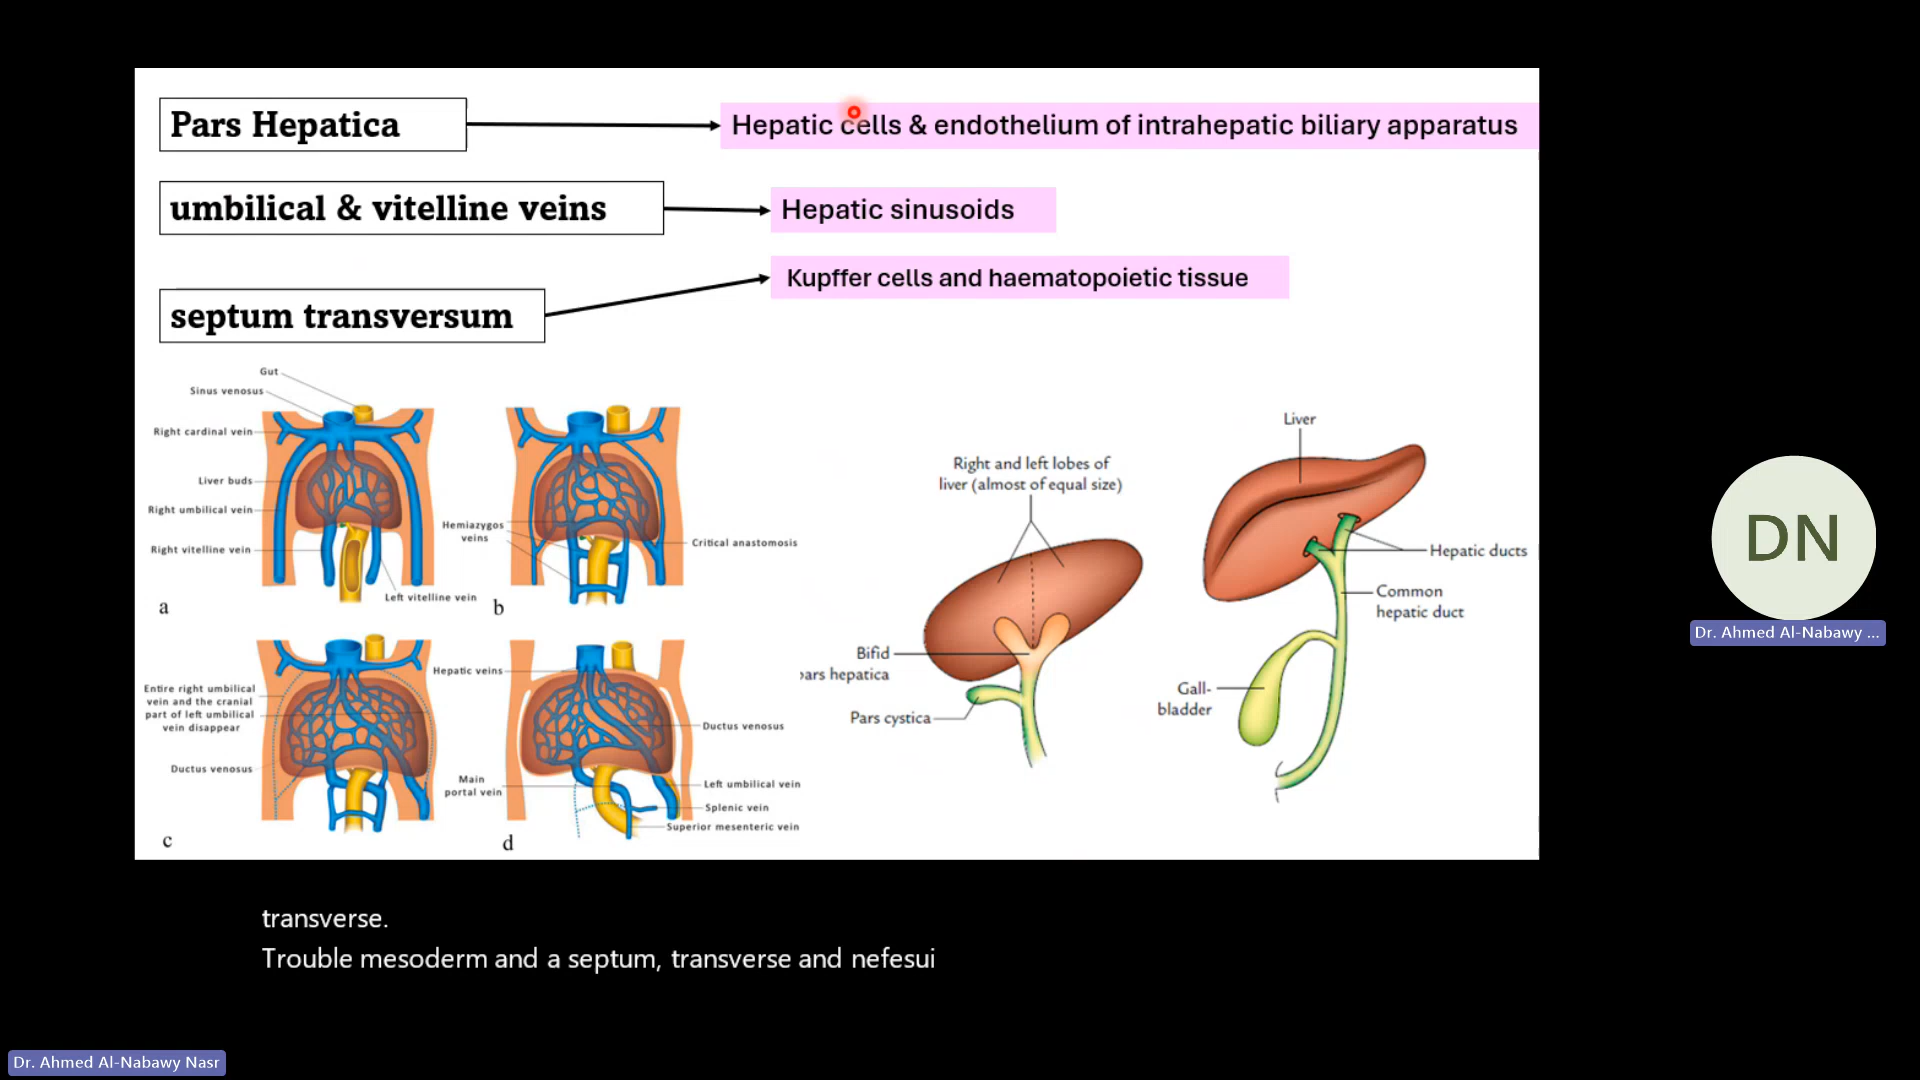 Pars Hepatica
Hepatic cells & endothelium of intrahepatic biliary apparatus
umbilical & vitelline veins
Hepatic sinusoids
Kupffer cells and haematopoietic tissue
septum transversum
Gut
Sinus venosus
Right cardinal vein
Liver buds
Right umbilical vein
Right vitelline vein
Left vitelline vein
a
Hemiazygos
veins
Critical anastomosis
b
Entire right umbilical
vein and the cranial
part of left umbilical
vein disappear
Ductus venosus
c
Hepatic veins
Ductus venosus
Main
portal vein
Left umbilical vein
Splenic vein
Superior mesenteric vein
d
Right and left lobes of
liver (almost of equal size)
Bifid
pars hepatica
Pars cystica
Liver
Hepatic ducts
Common
hepatic duct
Gall-
bladder
DN
Dr. Ahmed Al-Nabawy ...
transverse.
Trouble mesoderm and a septum, transverse and nefesui
Dr. Ahmed Al-Nabawy Nasr